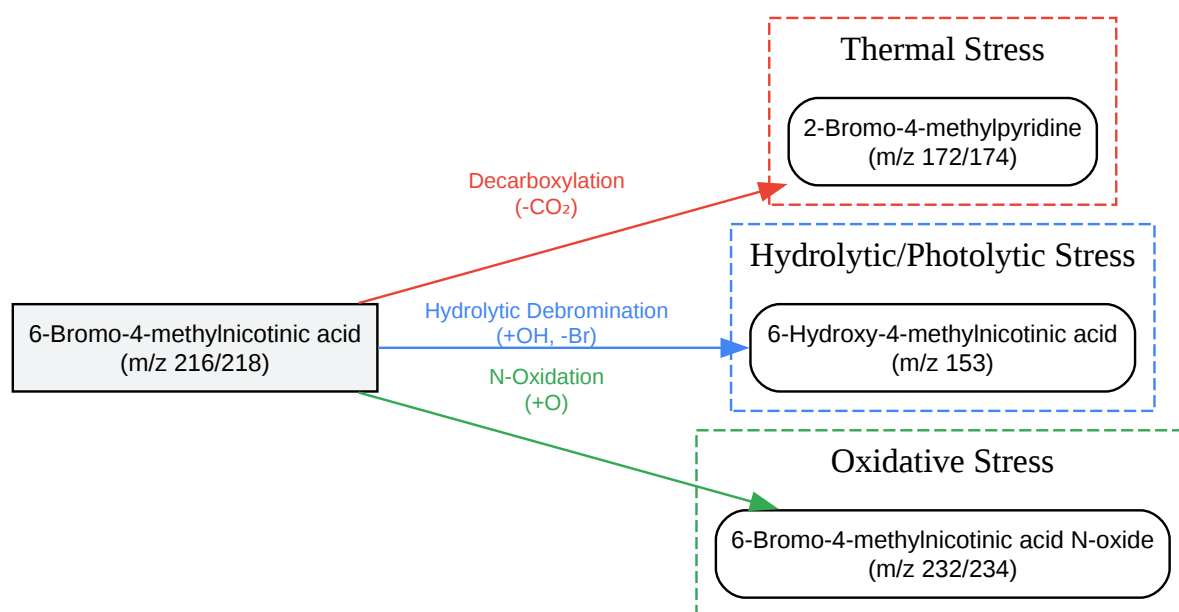 Thermal Stress
2-Bromo-4-methylpyridine
(m/z 172/174)
Decarboxylation
(-CO₂)
Hydrolytic/Photolytic Stress
6-Bromo-4-methylnicotinic acid
(m/z 216/218)
Hydrolytic Debromination
(+OH, -Br)
6-Hydroxy-4-methylnicotinic acid
(m/z 153)
N-Oxidation
(+O)
Oxidative Stress
6-Bromo-4-methylnicotinic acid N-oxide
(m/z 232/234)